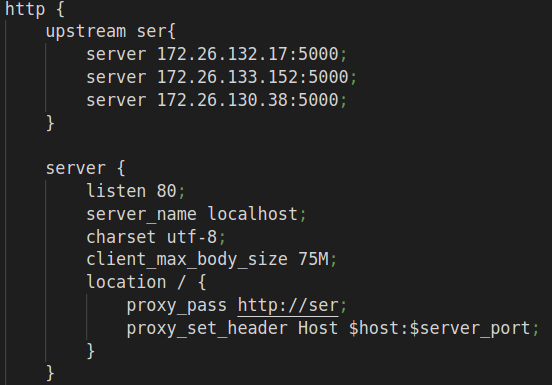 http {
    upstream ser{
        server 172.26.132.17:5000;
        server 172.26.133.152:5000;
        server 172.26.130.38:5000;
    }

    server {
        listen 80;
        server_name localhost;
        charset utf-8;
        client_max_body_size 75M;
        location / {
            proxy_pass http://ser;
            proxy_set_header Host $host:$server_port;
        }
    }